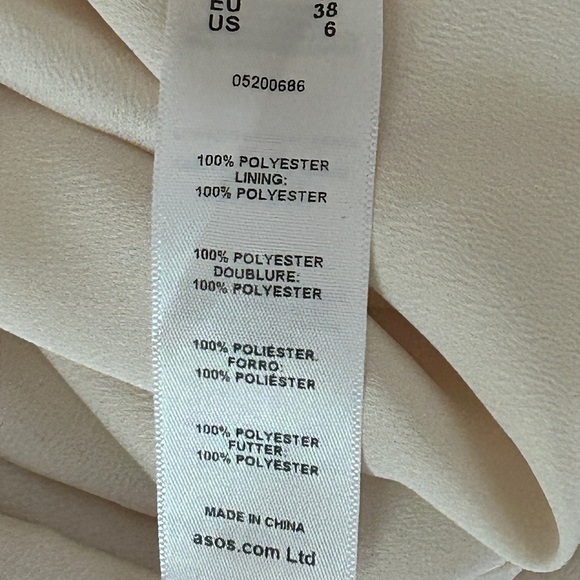 EU 38
US 6
05200686
100% POLYESTER
LINING:
100% POLYESTER
100% POLYESTER
DOUBLURE:
100% POLYESTER
100% POLIÉSTER.
FORRO:
100% POLIÉSTER
100% POLYESTER
FUTTER:
100% POLYESTER
MADE IN CHINA
asos.com Ltd